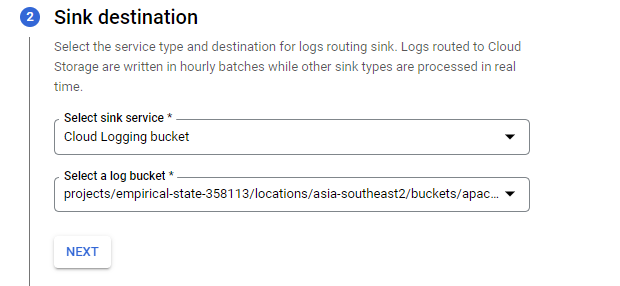 2 Sink destination
Select the service type and destination for logs routing sink. Logs routed to Cloud
Storage are written in hourly batches while other sink types are processed in real
time.
Select sink service *
Cloud Logging bucket
Select a log bucket *
projects/empirical-state-358113/locations/asia-southeast2/buckets/apac...
NEXT